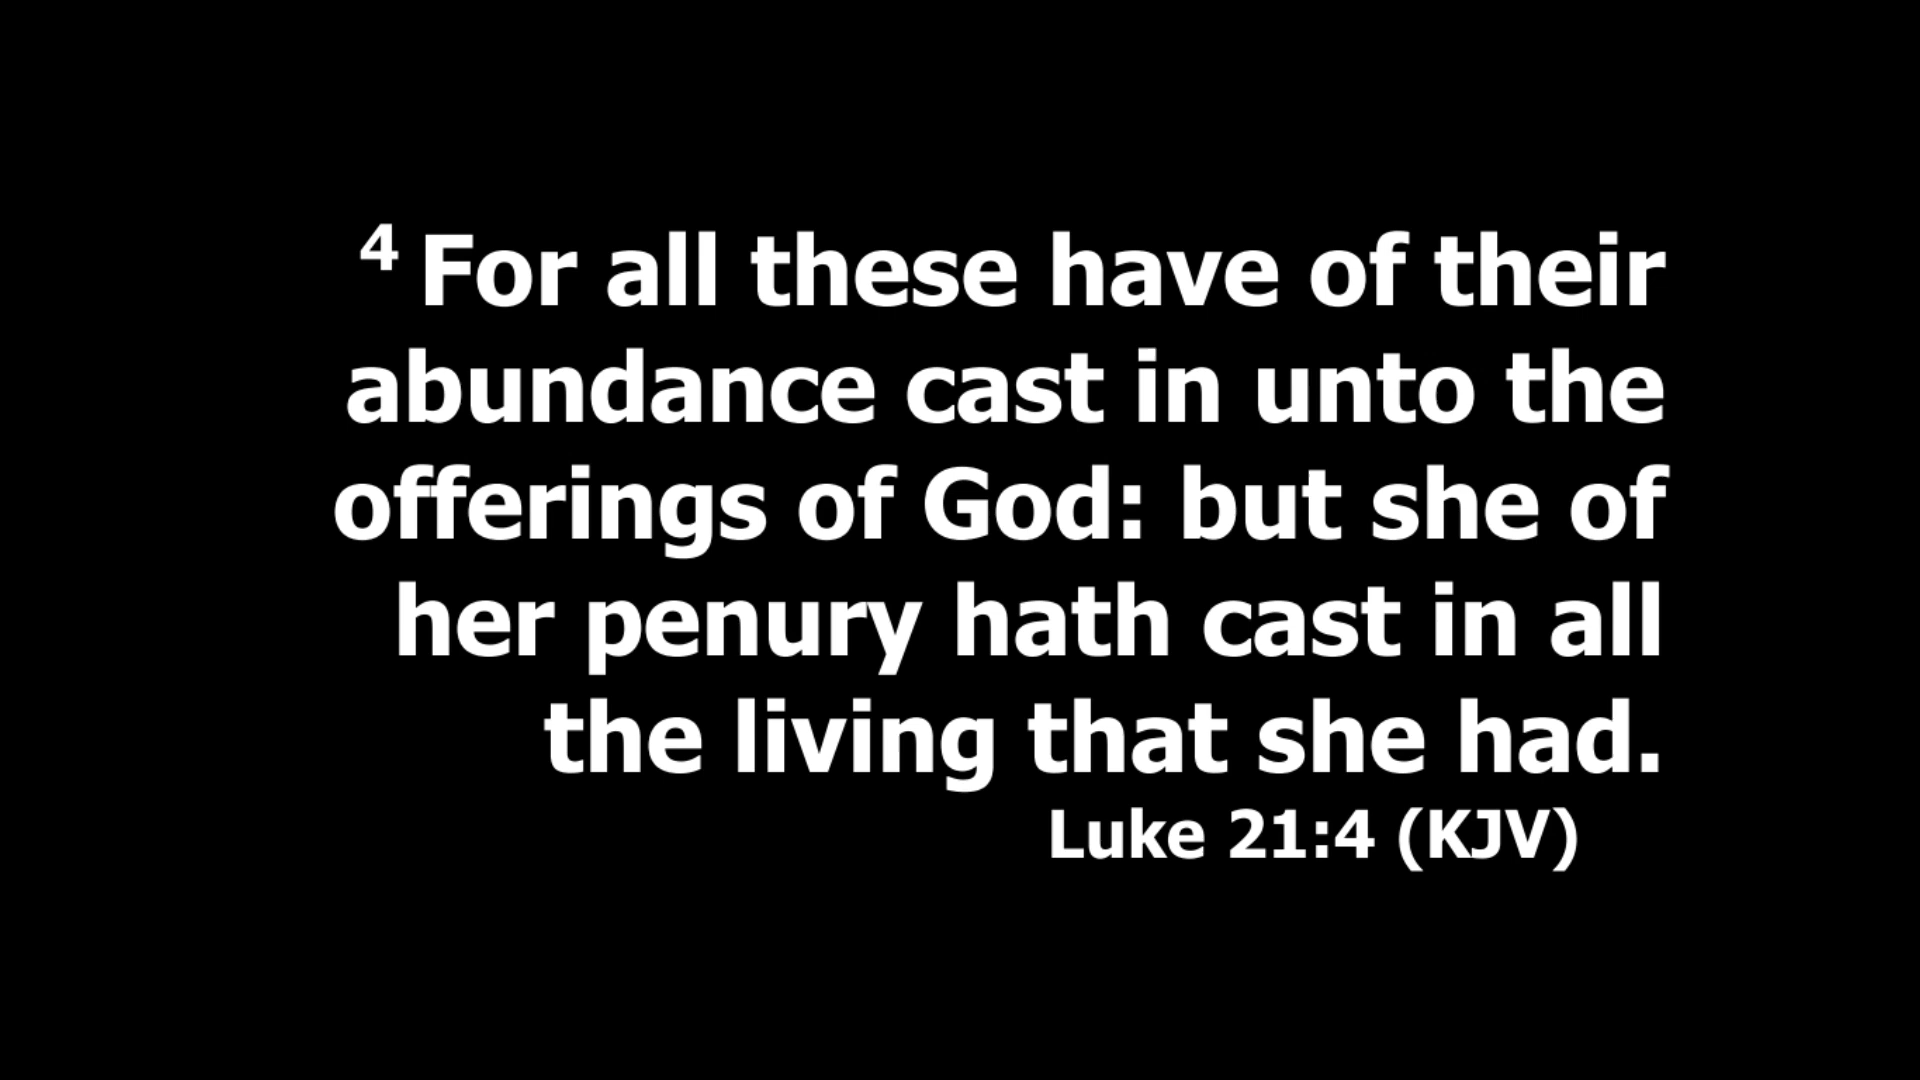 4 For all these have of their
abundance cast in unto the
offerings of God: but she of
her penury hath cast in all
the living that she had.
Luke 21:4 (KJV)